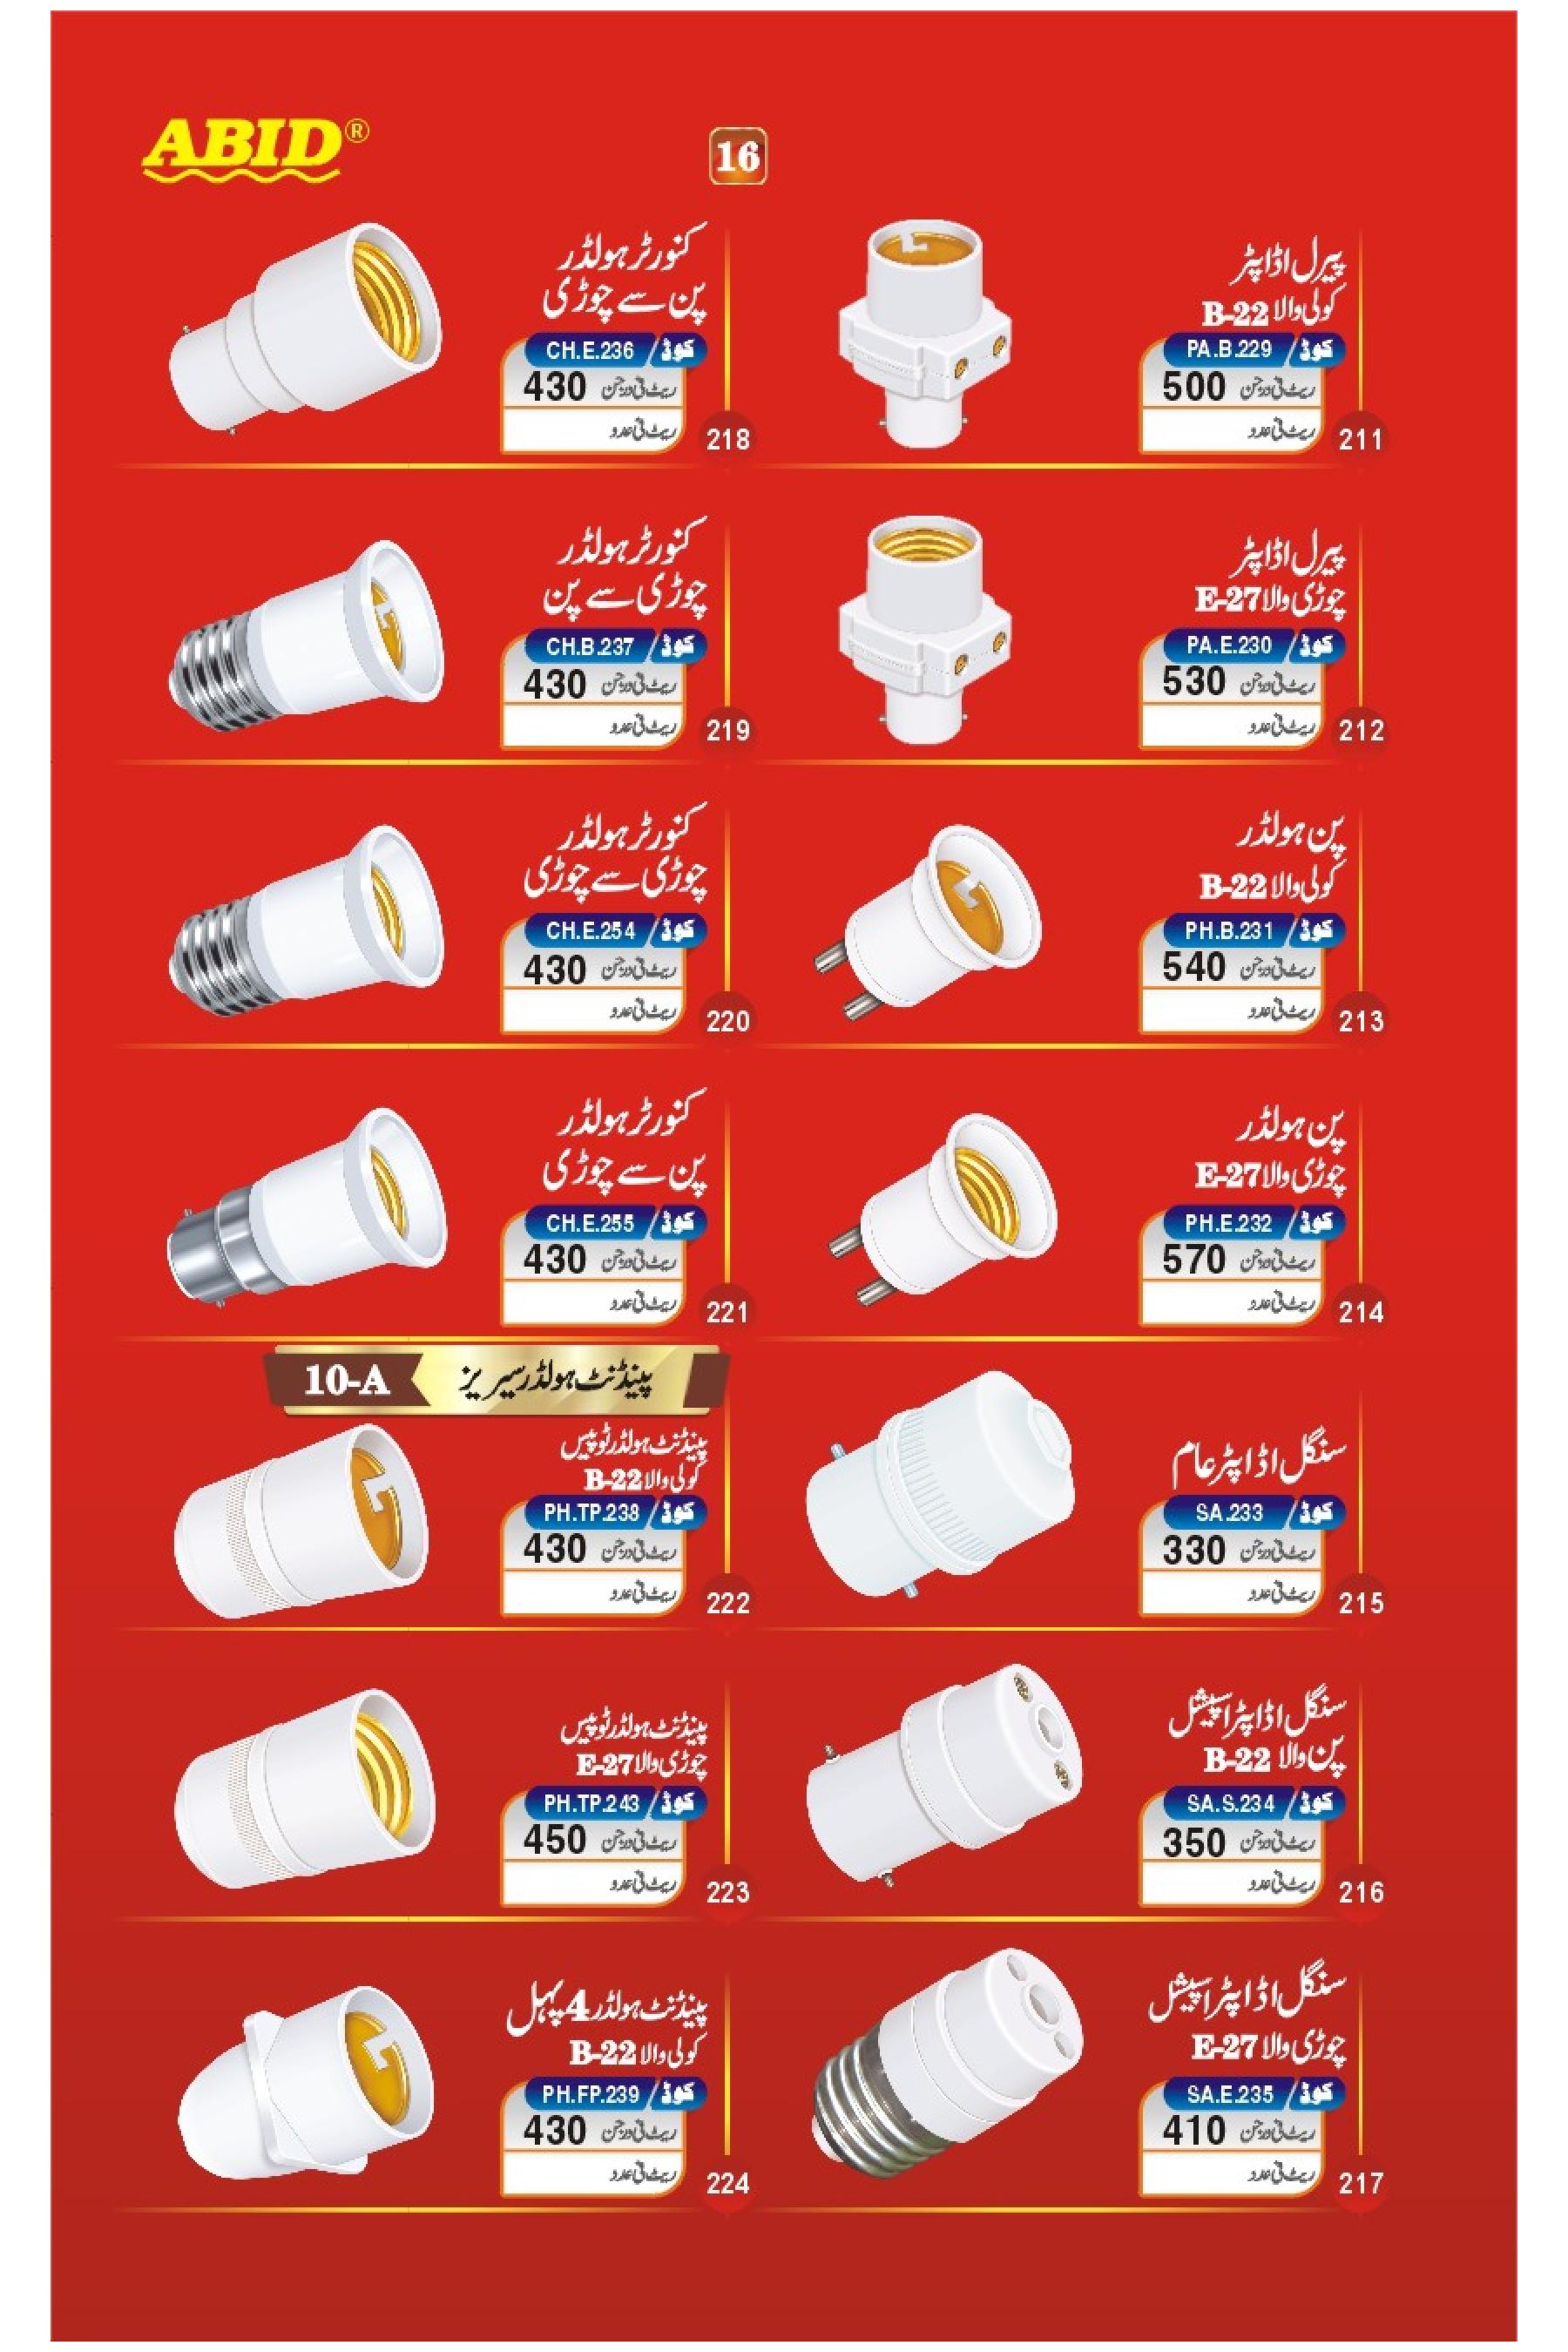 ABID®
16
پیرل اڈاپٹر
کولی والا B-22
کوڈ / PA.B.229
ریٹ فی درجن 500
ریٹ فی عدد
211
پیرل اڈاپٹر
چوڑی والا E-27
کوڈ / PA.E.230
ریٹ فی درجن 530
ریٹ فی عدد
212
پن ہولڈر
کولی والا B-22
کوڈ / PH.B.231
ریٹ فی درجن 540
ریٹ فی عدد
213
پن ہولڈر
چوڑی والا E-27
کوڈ / PH.E.232
ریٹ فی درجن 570
ریٹ فی عدد
214
سنگل اڈاپٹر عام
کوڈ / SA.233
ریٹ فی درجن 330
ریٹ فی عدد
215
سنگل اڈاپٹر اسپیشل
پن والا B-22
کوڈ / SA.S.234
ریٹ فی درجن 350
ریٹ فی عدد
216
سنگل اڈاپٹر اسپیشل
چوڑی والا E-27
کوڈ / SA.E.235
ریٹ فی درجن 410
ریٹ فی عدد
217
کنورٹر ہولڈر
پن سے چوڑی
کوڈ / CH.E.236
ریٹ فی درجن 430
ریٹ فی عدد
218
کنورٹر ہولڈر
چوڑی سے پن
کوڈ / CH.B.237
ریٹ فی درجن 430
ریٹ فی عدد
219
کنورٹر ہولڈر
چوڑی سے چوڑی
کوڈ / CH.E.254
ریٹ فی درجن 430
ریٹ فی عدد
220
کنورٹر ہولڈر
پن سے چوڑی
کوڈ / CH.E.255
ریٹ فی درجن 430
ریٹ فی عدد
221
پینڈنٹ ہولڈر سیریز 10-A
پینڈنٹ ہولڈر ٹو پیس
کولی والا B-22
کوڈ / PH.TP.238
ریٹ فی درجن 430
ریٹ فی عدد
222
پینڈنٹ ہولڈر ٹو پیس
چوڑی والا E-27
کوڈ / PH.TP.243
ریٹ فی درجن 450
ریٹ فی عدد
223
پینڈنٹ ہولڈر 4 پہل
کولی والا B-22
کوڈ / PH.FP.239
ریٹ فی درجن 430
ریٹ فی عدد
224